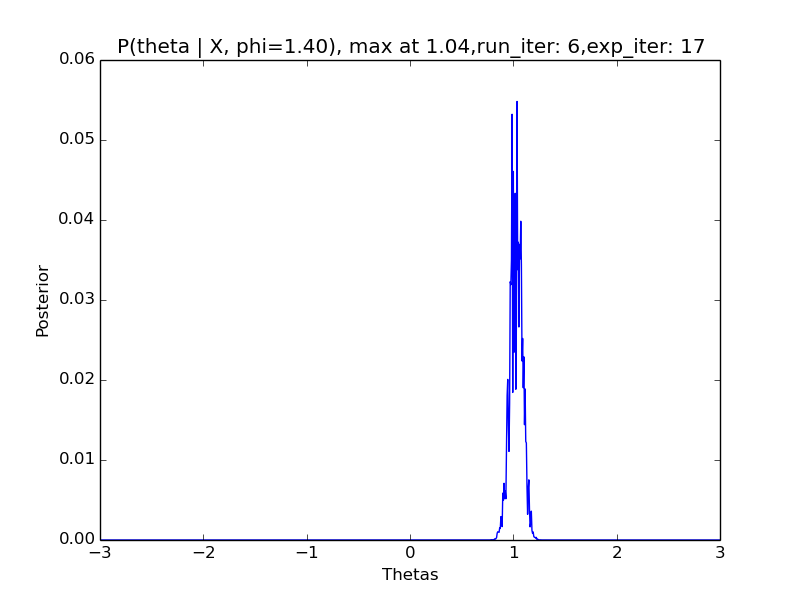 P(theta | X, phi=1.40), max at 1.04,run_iter: 6,exp_iter: 17
0.06
0.05
0.04
0.03
0.02
0.01
0.00
Posterior
−3 −2 −1 0 1 2 3
Thetas